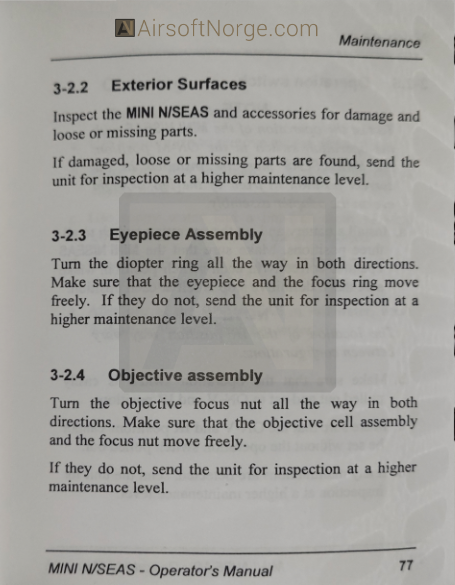 AirsoftNorge.com
Maintenance
3-2.2 Exterior Surfaces
Inspect the MINI N/SEAS and accessories for damage and
loose or missing parts.
If damaged, loose or missing parts are found, send the
unit for inspection at a higher maintenance level.
3-2.3 Eyepiece Assembly
Turn the diopter ring all the way in both directions.
Make sure that the eyepiece and the focus ring move
freely. If they do not, send the unit for inspection at a
higher maintenance level.
3-2.4 Objective assembly
Turn the objective focus nut all the way in both
directions. Make sure that the objective cell assembly
and the focus nut move freely.
If they do not, send the unit for inspection at a higher
maintenance level.
MINI N/SEAS - Operator's Manual 77